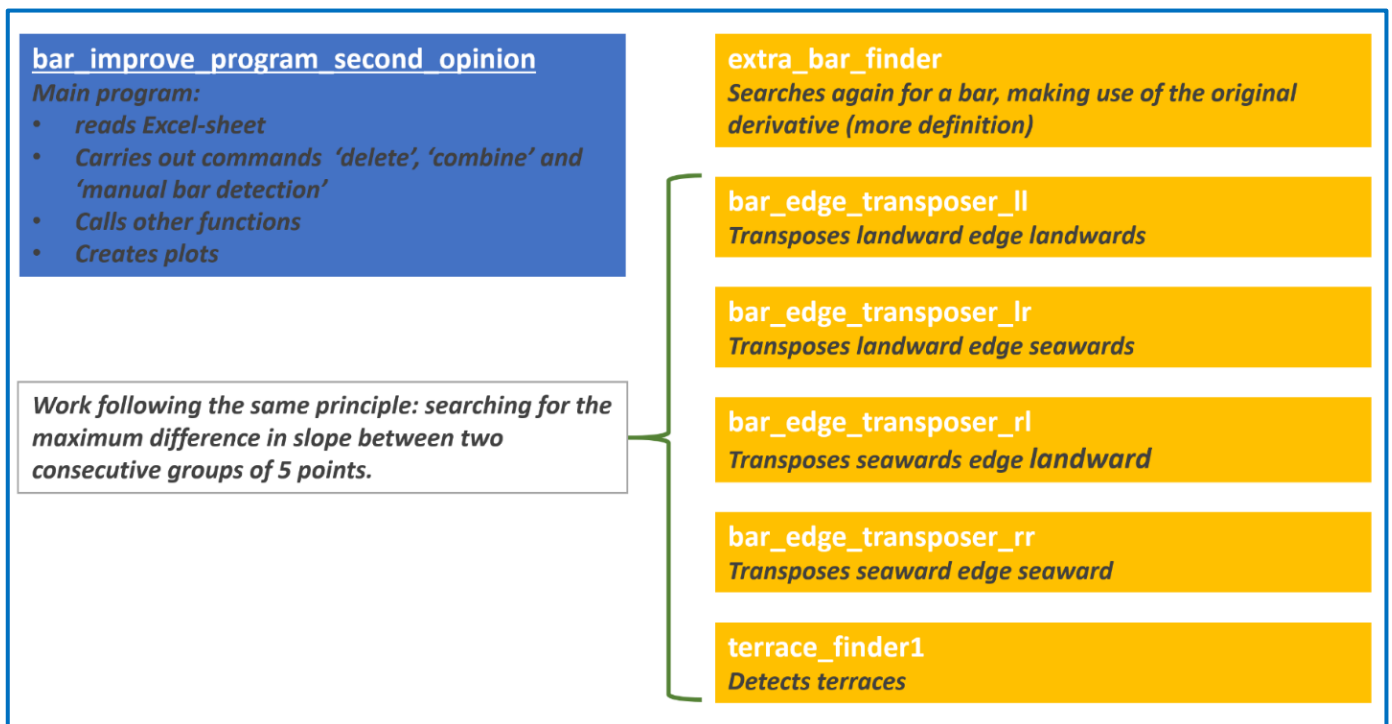 bar_improve_program_second_opinion
Main program:
• reads Excel-sheet
• Carries out commands ‘delete’, ‘combine’ and
‘manual bar detection’
• Calls other functions
• Creates plots
Work following the same principle: searching for the
maximum difference in slope between two
consecutive groups of 5 points.
extra_bar_finder
Searches again for a bar, making use of the original
derivative (more definition)
bar_edge_transposer_ll
Transposes landward edge landwards
bar_edge_transposer_lr
Transposes landward edge seawards
bar_edge_transposer_rl
Transposes seawards edge landward
bar_edge_transposer_rr
Transposes seaward edge seaward
terrace_finder1
Detects terraces